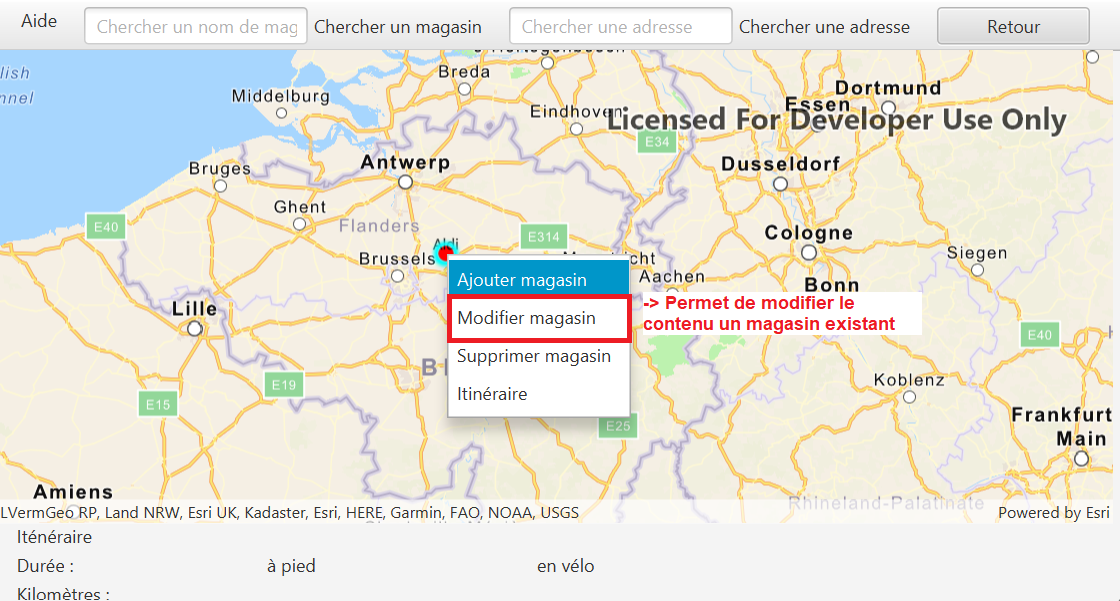 Aide
Chercher un nom de mag
Chercher un magasin
Chercher une adresse
Chercher une adresse
Retour
lish
nnel
Breda
Middelburg
Eindhoven
Dortmund
Essen
Licensed For Developer Use Only
E34
Antwerp
Dusseldorf
Bruges
Ghent
Flanders
E40
E314
Aldi
Cologne
Brussels
cht
Siegen
Aachen
Bonn
Ajouter magasin
Modifier magasin
Supprimer magasin
Itinéraire
-> Permet de modifier le
contenu un magasin existant
Lille
E40
E19
E15
E25
Koblenz
Frankfurt
Main
Amiens
Rhineland-Palatinate
LVermGeo RP, Land NRW, Esri UK, Kadaster, Esri, HERE, Garmin, FAO, NOAA, USGS
Powered by Esri
Iténéraire
Durée :
à pied
en vélo
Kilomètres :